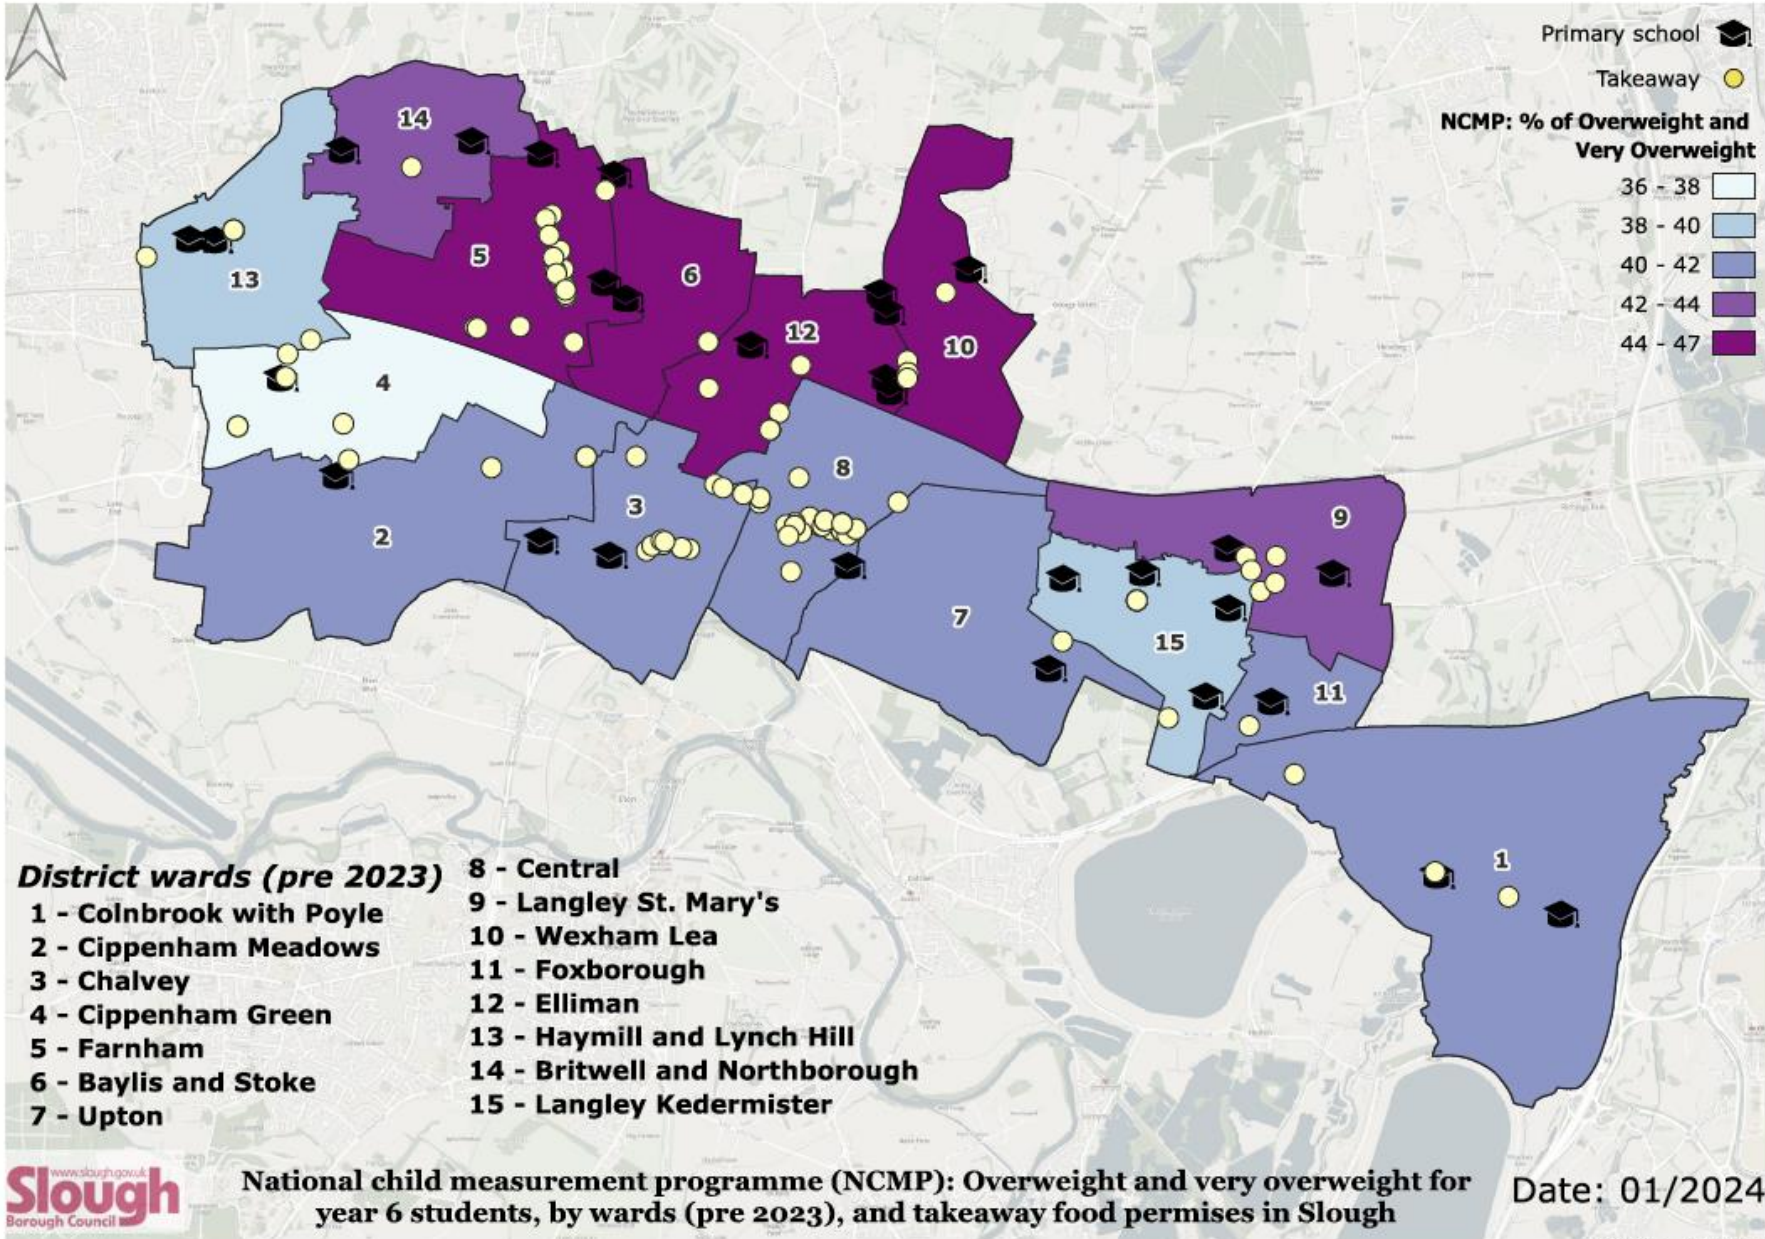 Primary school
Takeaway
NCMP: % of Overweight and
Very Overweight
36 - 38
38 - 40
40 - 42
42 - 44
44 - 47
14
5
6
13
12
10
4
8
3
9
2
7
15
11
1
District wards (pre 2023)
1 - Colnbrook with Poyle
2 - Cippenham Meadows
3 - Chalvey
4 - Cippenham Green
5 - Farnham
6 - Baylis and Stoke
7 - Upton
8 - Central
9 - Langley St. Mary's
10 - Wexham Lea
11 - Foxborough
12 - Elliman
13 - Haymill and Lynch Hill
14 - Britwell and Northborough
15 - Langley Kedermister
www.slough.gov.uk
Slough
Borough Council
National child measurement programme (NCMP): Overweight and very overweight for
year 6 students, by wards (pre 2023), and takeaway food permises in Slough
Date: 01/2024